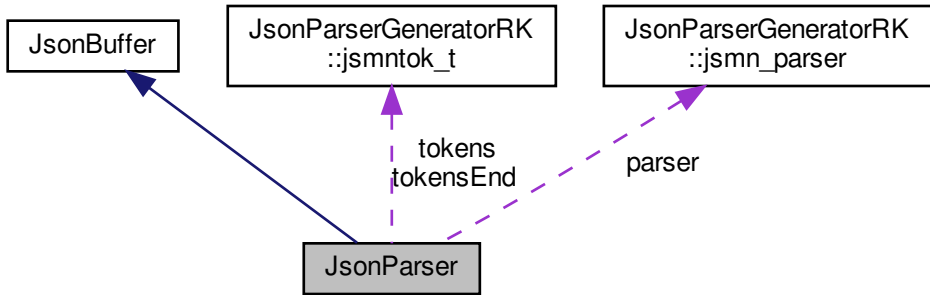 JsonBuffer
JsonParserGeneratorRK
::jsmntok_t
JsonParserGeneratorRK
::jsmn_parser
tokens
tokensEnd
parser
JsonParser